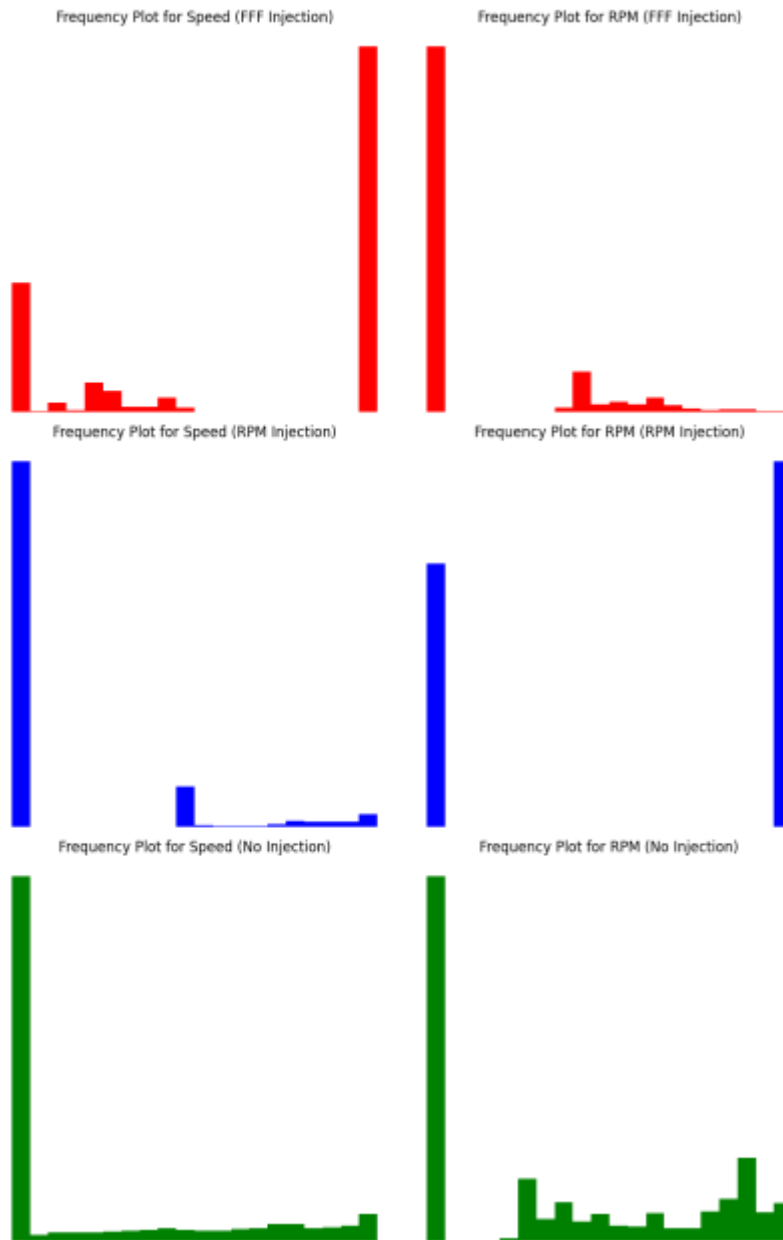 Frequency Plot for Speed (FFF Injection)
Frequency Plot for RPM (FFF Injection)
Frequency Plot for Speed (RPM Injection)
Frequency Plot for RPM (RPM Injection)
Frequency Plot for Speed (No Injection)
Frequency Plot for RPM (No Injection)